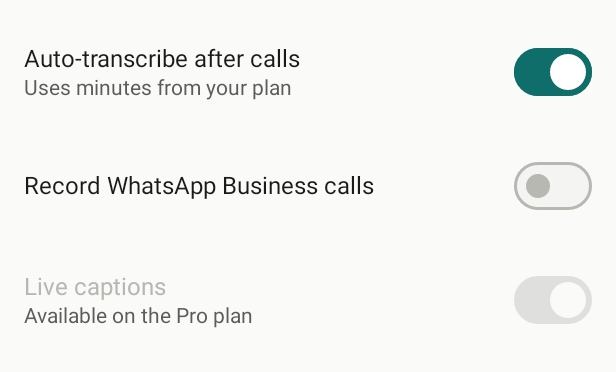 Auto-transcribe after calls
Uses minutes from your plan
Record WhatsApp Business calls
Live captions
Available on the Pro plan